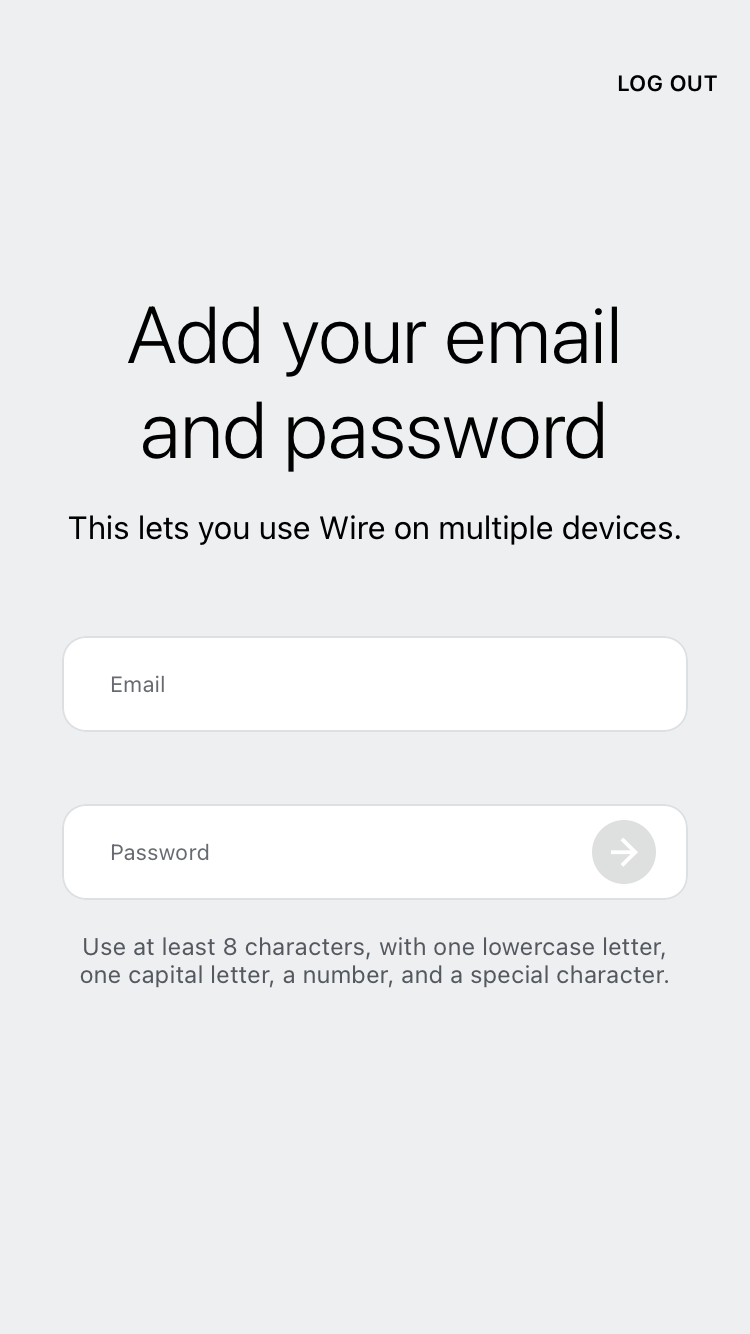 LOG OUT
Add your email
and password
This lets you use Wire on multiple devices.
Email
Password
Use at least 8 characters, with one lowercase letter,
one capital letter, a number, and a special character.